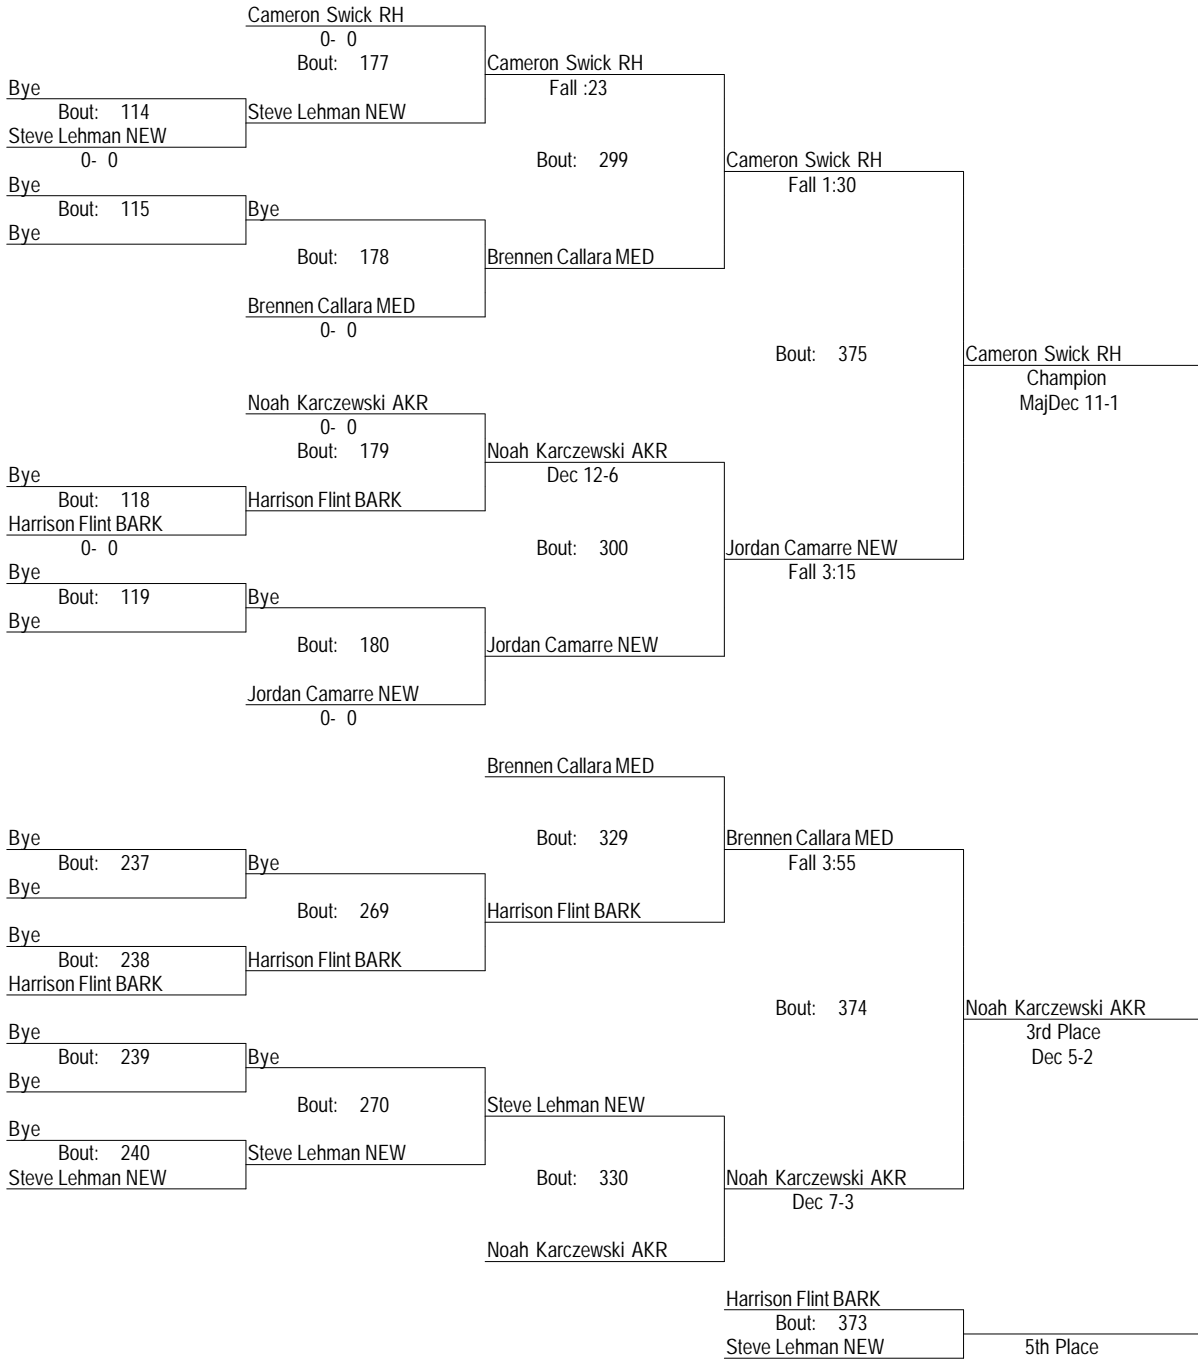 Cameron Swick RH
0- 0
Bout: 177
Cameron Swick RH
Fall :23
Bye
Bout: 114
Steve Lehman NEW
Steve Lehman NEW
0- 0
Bout: 299
Cameron Swick RH
Fall 1:30
Bye
Bout: 115
Bye
Bye
Bout: 178
Brennen Callara MED
Brennen Callara MED
0- 0
Bout: 375
Cameron Swick RH
Champion
MajDec 11-1
Noah Karczewski AKR
0- 0
Bout: 179
Noah Karczewski AKR
Dec 12-6
Bye
Bout: 118
Harrison Flint BARK
Harrison Flint BARK
0- 0
Bout: 300
Jordan Camarre NEW
Fall 3:15
Bye
Bout: 119
Bye
Bye
Bout: 180
Jordan Camarre NEW
Jordan Camarre NEW
0- 0
Brennen Callara MED
Bout: 329
Brennen Callara MED
Fall 3:55
Bye
Bout: 237
Bye
Bye
Bout: 269
Harrison Flint BARK
Bye
Bout: 238
Harrison Flint BARK
Harrison Flint BARK
Bout: 374
Noah Karczewski AKR
3rd Place
Dec 5-2
Bye
Bout: 239
Bye
Bye
Bout: 270
Steve Lehman NEW
Bye
Bout: 240
Steve Lehman NEW
Steve Lehman NEW
Bout: 330
Noah Karczewski AKR
Dec 7-3
Noah Karczewski AKR
Harrison Flint BARK
Bout: 373
Steve Lehman NEW
5th Place